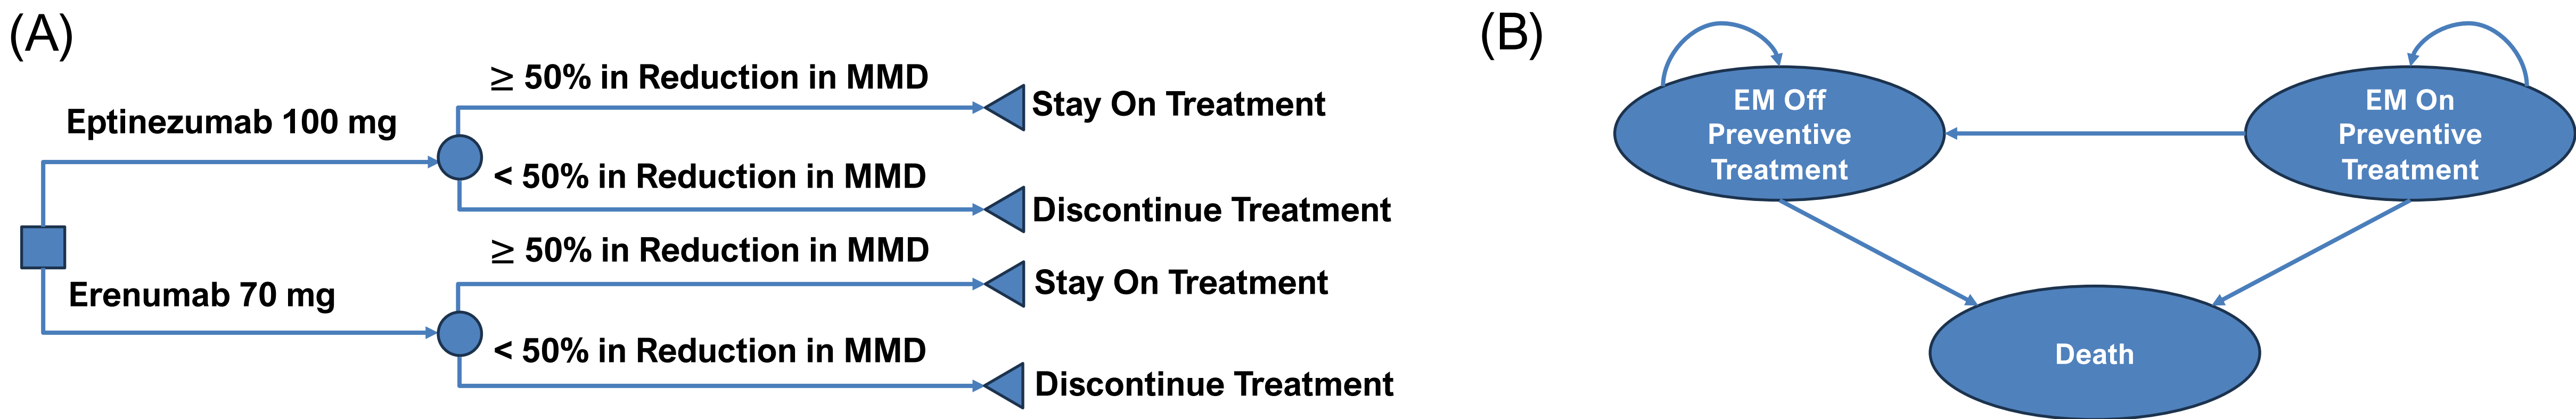 (A)
≥ 50% in Reduction in MMD
Stay On Treatment
Eptinezumab 100 mg
< 50% in Reduction in MMD
Discontinue Treatment
≥ 50% in Reduction in MMD
Stay On Treatment
Erenumab 70 mg
< 50% in Reduction in MMD
Discontinue Treatment
(B)
EM Off
Preventive
Treatment
EM On
Preventive
Treatment
Death